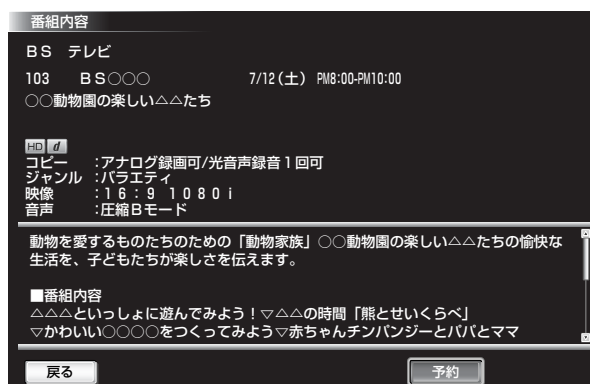 番組内容
BS テレビ
103 BS○○○ 7/12(土) PM8:00-PM10:00
○○動物園の楽しい△△たち
HD d
コピー :アナログ録画可/光音声録音1回可
ジャンル :バラエティ
映像 :16:9 1080i
音声 :圧縮Bモード
動物を愛するものたちのための「動物家族」○○動物園の楽しい△△たちの愉快な
生活を、子どもたちが楽しさを伝えます。
■番組内容
△△△といっしょに遊んでみよう!▽△△の時間「熊とせいくらべ」
▽かわいい○○○○をつくってみよう▽赤ちゃんチンパンジーとパパとママ
戻る 予約